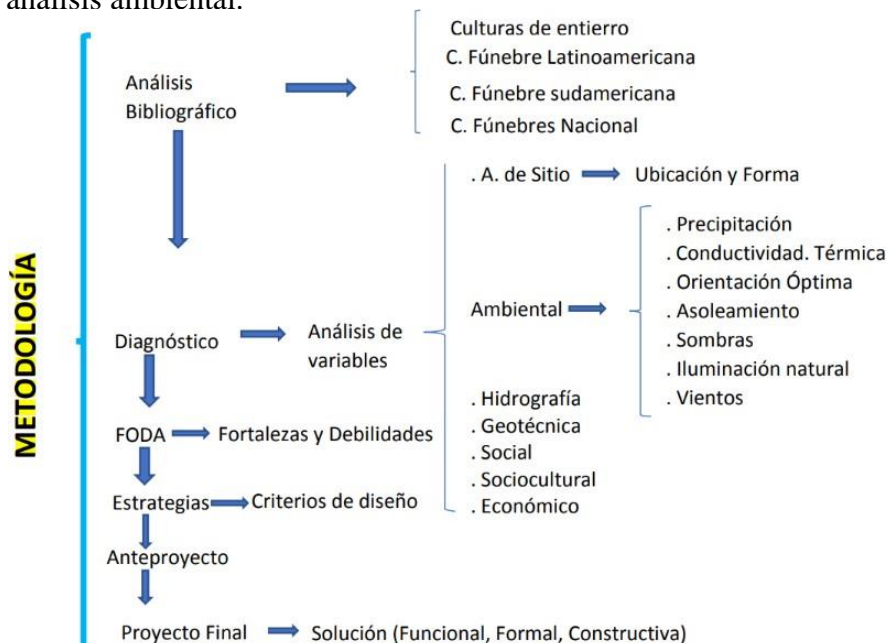 análisis ambiental.
METODOLOGÍA
Análisis
Bibliográfico
Culturas de entierro
C. Fúnebre Latinoamericana
C. Fúnebre sudamericana
C. Fúnebres Nacional
Diagnóstico
Análisis de
variables
. A. de Sitio
Ubicación y Forma
Ambiental
. Precipitación
. Conductividad. Térmica
. Orientación Óptima
. Asoleamiento
. Sombras
. Iluminación natural
. Vientos
. Hidrografía
. Geotécnica
. Social
. Sociocultural
. Económico
FODA
Fortalezas y Debilidades
Estrategias
Criterios de diseño
Anteproyecto
Proyecto Final
Solución (Funcional, Formal, Constructiva)